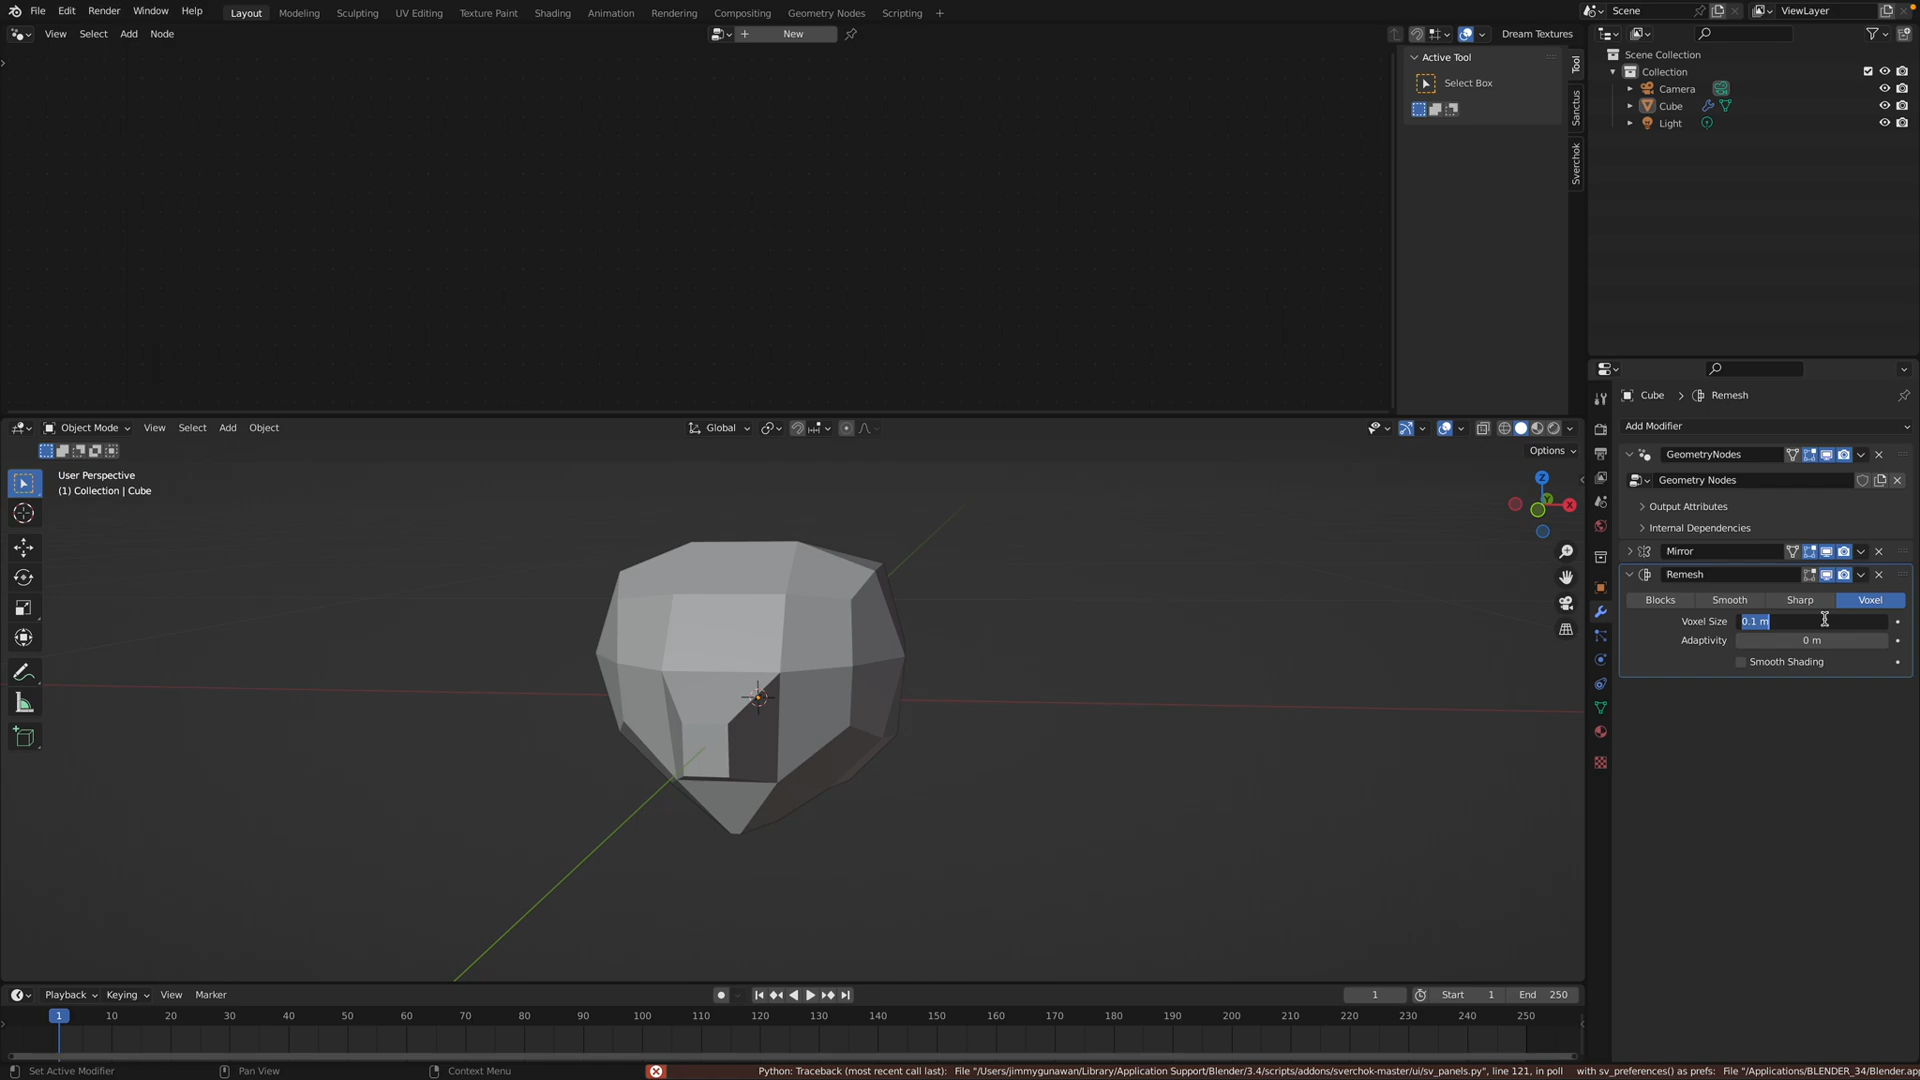 File Edit Render Window Help Layout Modeling Sculpting UV Editing Texture Paint Shading Animation Rendering Compositing Geometry Nodes Scripting + Scene ViewLayer
View Select Add Node + New Dream Textures
Active Tool
Select Box
Tool
Sanctus
Sverchok
Scene Collection
Collection
Camera
Cube
Light
Cube > Remesh
Add Modifier
GeometryNodes
Geometry Nodes
Output Attributes
Internal Dependencies
Mirror
Remesh
Blocks Smooth Sharp Voxel
Voxel Size 0.1 m
Adaptivity 0 m
Smooth Shading
Object Mode View Select Add Object Global
Options
User Perspective
(1) Collection | Cube
Z
Y
X
Playback Keying View Marker 1 Start 1 End 250
1 10 20 30 40 50 60 70 80 90 100 110 120 130 140 150 160 170 180 190 200 210 220 230 240 250
Set Active Modifier Pan View Context Menu Python: Traceback (most recent call last): File "/Users/jimmygunawan/Library/Application Support/Blender/3.4/scripts/addons/sverchok-master/ui/sv_panels.py", line 121, in poll with sv_preferences() as prefs: File "/Applications/BLENDER_34/Blender.app